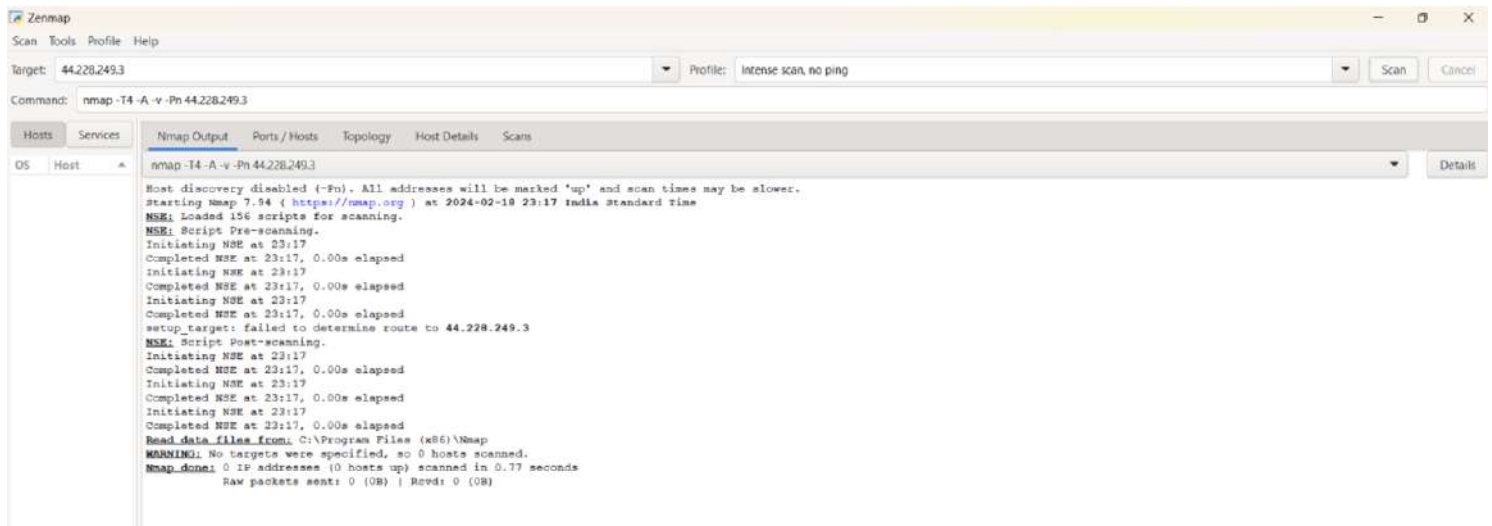 Zenmap
Scan Tools Profile Help
Target: 44.228.249.3 Profile: Intense scan, no ping Scan Cancel
Command: nmap -T4 -A -v -Pn 44.228.249.3
Hosts Services Nmap Output Ports / Hosts Topology Host Details Scans
OS Host nmap -T4 -A -v -Pn 44.228.249.3 Details
Host discovery disabled (-Pn). All addresses will be marked 'up' and scan times may be slower.
Starting Nmap 7.94 ( https://nmap.org ) at 2024-02-18 23:17 India Standard Time
NSE: Loaded 156 scripts for scanning.
NSE: Script Pre-scanning.
Initiating NSE at 23:17
Completed NSE at 23:17, 0.00s elapsed
Initiating NSE at 23:17
Completed NSE at 23:17, 0.00s elapsed
Initiating NSE at 23:17
Completed NSE at 23:17, 0.00s elapsed
setup_target: failed to determine route to 44.228.249.3
NSE: Script Post-scanning.
Initiating NSE at 23:17
Completed NSE at 23:17, 0.00s elapsed
Initiating NSE at 23:17
Completed NSE at 23:17, 0.00s elapsed
Initiating NSE at 23:17
Completed NSE at 23:17, 0.00s elapsed
Read data files from: C:\Program Files (x86)\Nmap
WARNING: No targets were specified, so 0 hosts scanned.
Nmap done: 0 IP addresses (0 hosts up) scanned in 0.77 seconds
Raw packets sent: 0 (0B) | Rcvd: 0 (0B)